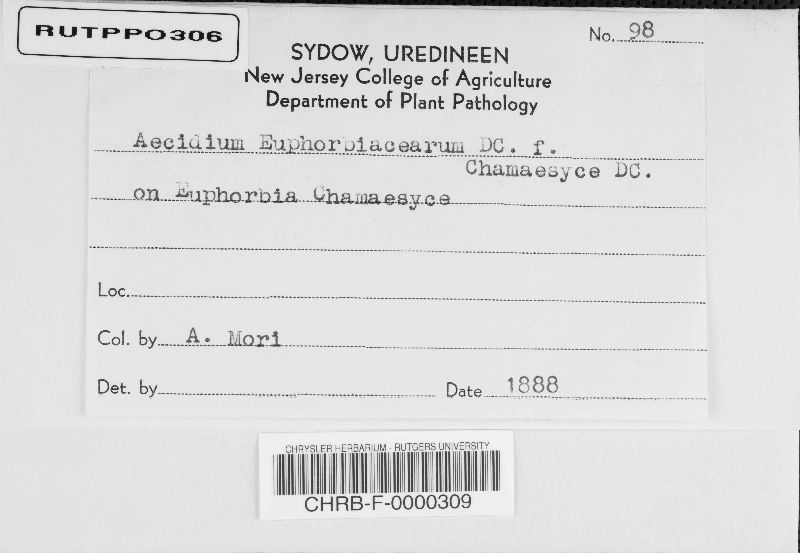 RUTPPO306
No. 98
SYDOW, UREDINEEN
New Jersey College of Agriculture
Department of Plant Pathology
Aecidium Euphorbiacearum DC. f.
Chamaesyce DC.
on Euphorbia Chamaesyce
Loc.
Col. by A. Mori
Det. by Date 1888
CHRYSLER HERBARIUM - RUTGERS UNIVERSITY
CHRB-F-0000309